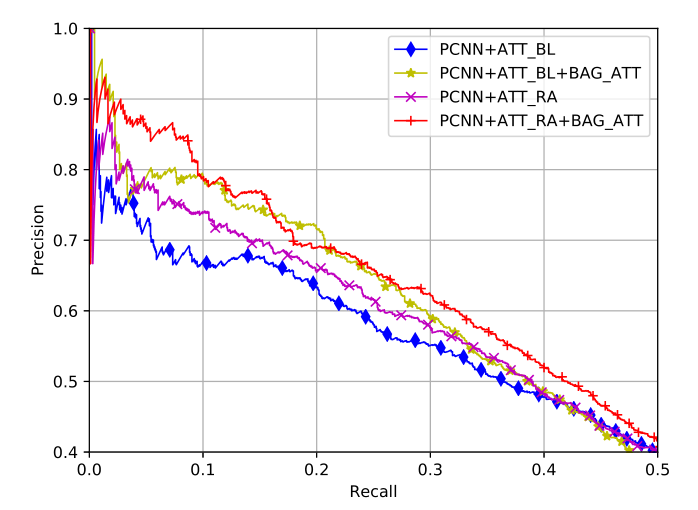 1.0
0.9
0.8
0.7
0.6
0.5
0.4
Precision
PCNN+ATT_BL
PCNN+ATT_BL+BAG_ATT
PCNN+ATT_RA
PCNN+ATT_RA+BAG_ATT
0.0 0.1 0.2 0.3 0.4 0.5
Recall